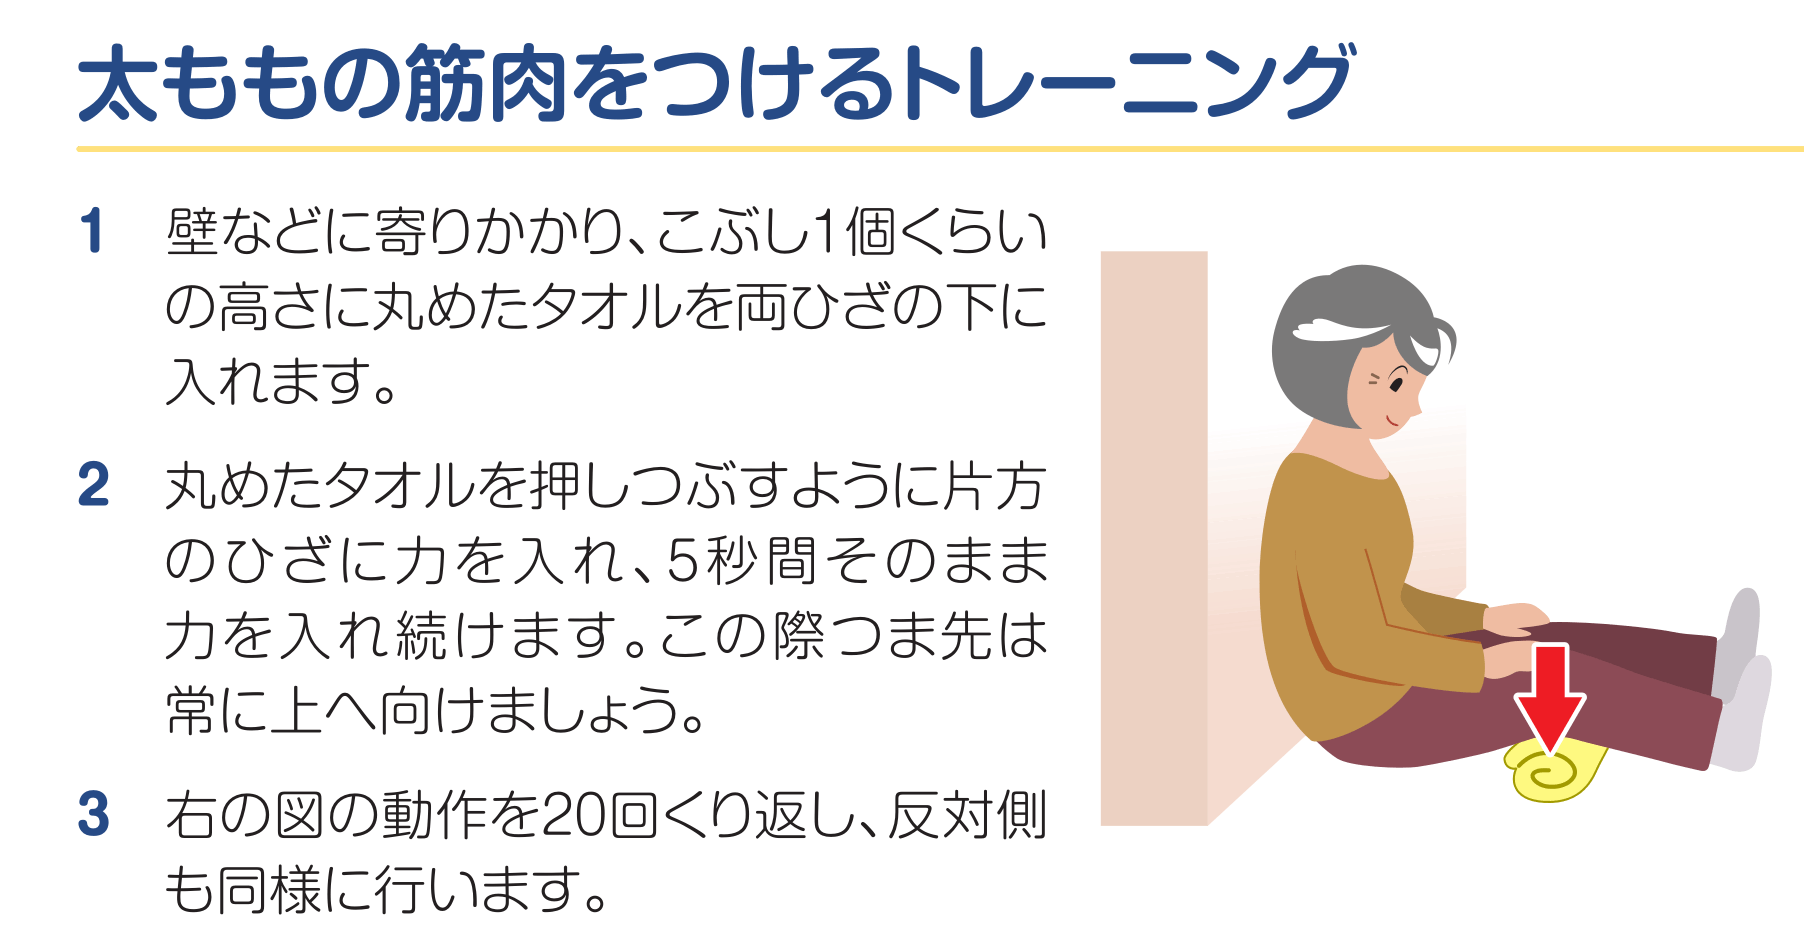 太ももの筋肉をつけるトレーニング
1 壁などに寄りかかり、こぶし1個くらい
の高さに丸めたタオルを両ひざの下に
入れます。
2 丸めたタオルを押しつぶすように片方
のひざに力を入れ、5秒間そのまま
力を入れ続けます。この際つま先は
常に上へ向けましょう。
3 右の図の動作を20回くり返し、反対側
も同様に行います。